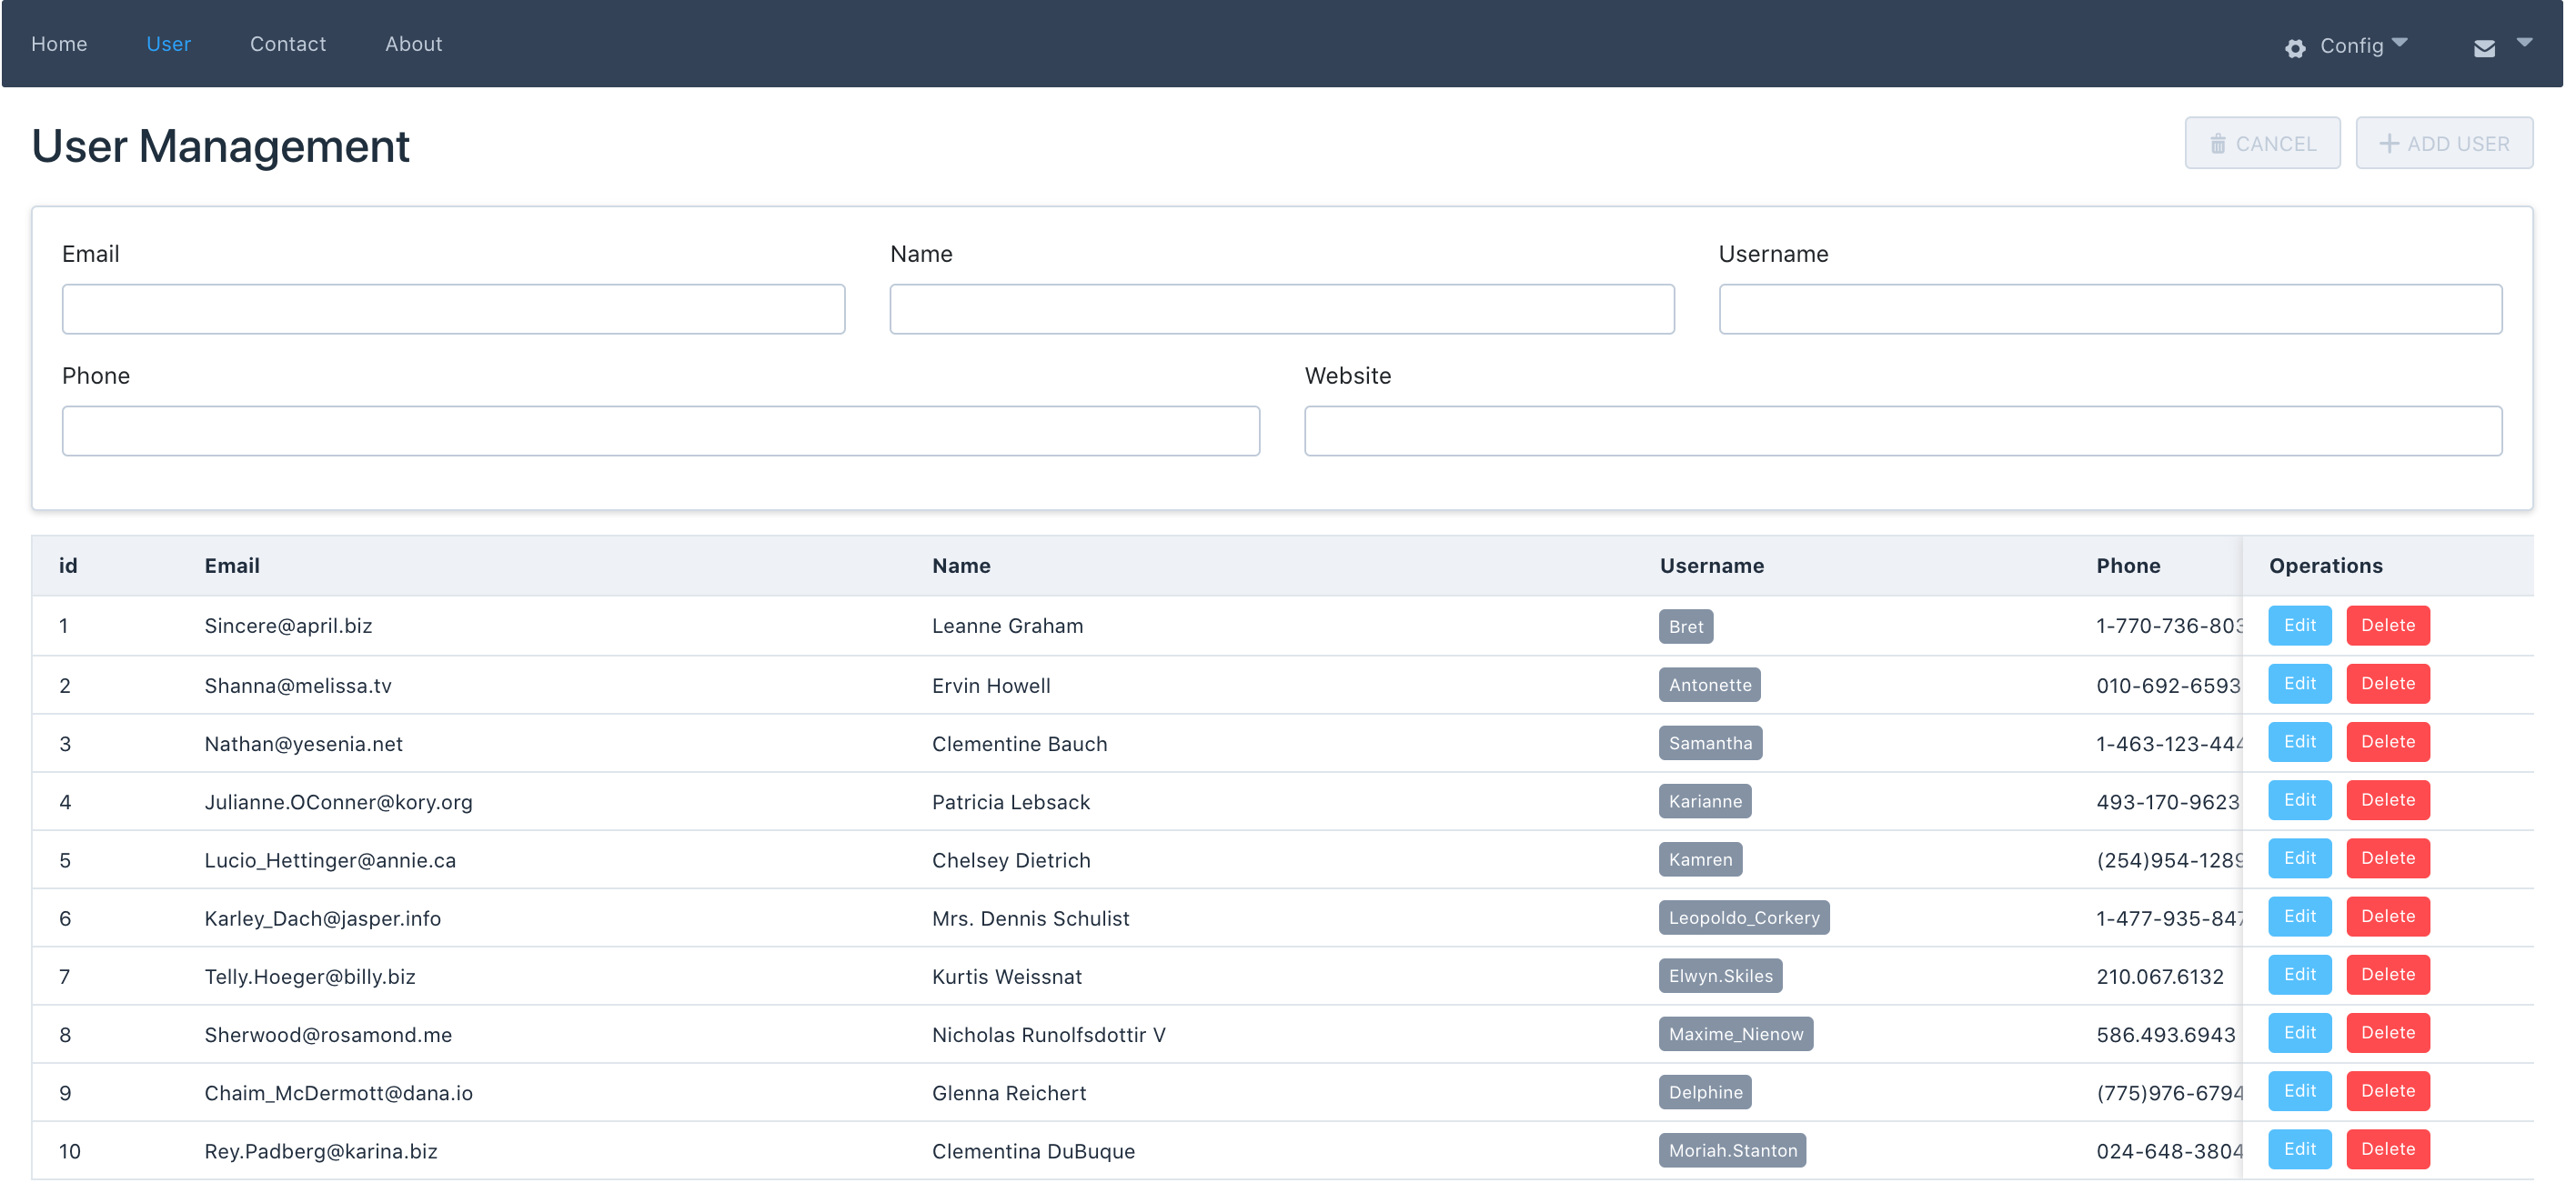 Home User Contact About Config
User Management CANCEL ADD USER
Email Name Username
Phone Website
id Email Name Username Phone Operations
1 Sincere@april.biz Leanne Graham Bret 1-770-736-803 Edit Delete
2 Shanna@melissa.tv Ervin Howell Antonette 010-692-6593 Edit Delete
3 Nathan@yesenia.net Clementine Bauch Samantha 1-463-123-444 Edit Delete
4 Julianne.OConner@kory.org Patricia Lebsack Karianne 493-170-9623 Edit Delete
5 Lucio_Hettinger@annie.ca Chelsey Dietrich Kamren (254)954-1289 Edit Delete
6 Karley_Dach@jasper.info Mrs. Dennis Schulist Leopoldo_Corkery 1-477-935-847 Edit Delete
7 Telly.Hoeger@billy.biz Kurtis Weissnat Elwyn.Skiles 210.067.6132 Edit Delete
8 Sherwood@rosamond.me Nicholas Runolfsdottir V Maxime_Nienow 586.493.6943 Edit Delete
9 Chaim_McDermott@dana.io Glenna Reichert Delphine (775)976-6794 Edit Delete
10 Rey.Padberg@karina.biz Clementina DuBuque Moriah.Stanton 024-648-3804 Edit Delete